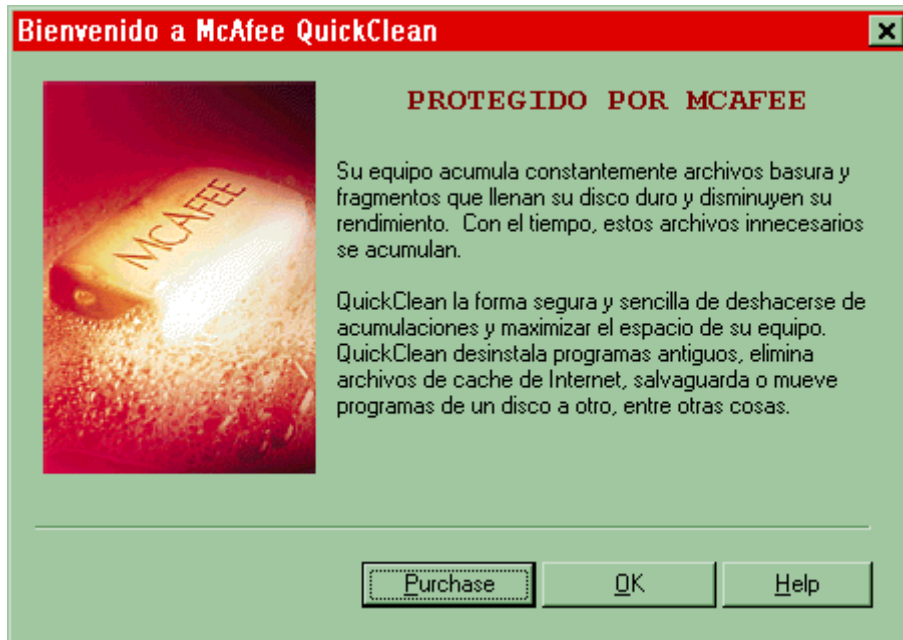 Bienvenido a McAfee QuickClean
PROTEGIDO POR MCAFEE
MCAFEE
Su equipo acumula constantemente archivos basura y
fragmentos que llenan su disco duro y disminuyen su
rendimiento.  Con el tiempo, estos archivos innecesarios
se acumulan.
QuickClean la forma segura y sencilla de deshacerse de
acumulaciones y maximizar el espacio de su equipo.
QuickClean desinstala programas antiguos, elimina
archivos de cache de Internet, salvaguarda o mueve
programas de un disco a otro, entre otras cosas.
Purchase
OK
Help